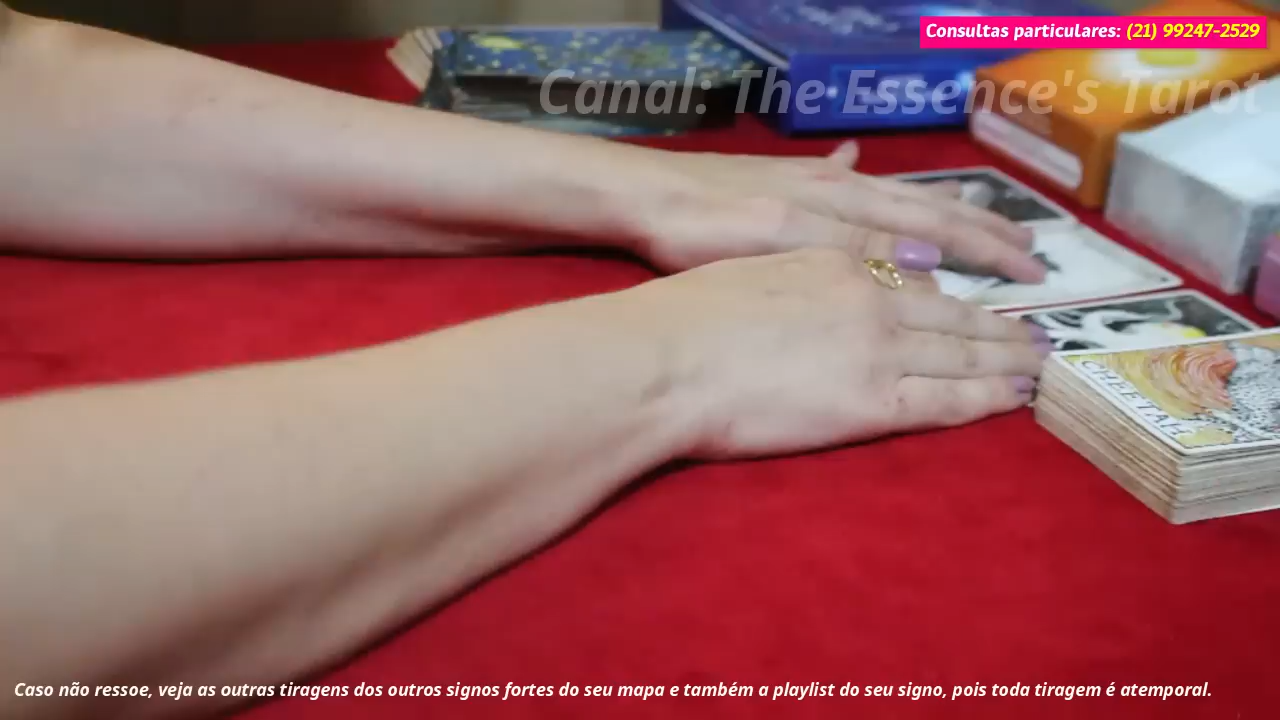 Consultas particulares: (21) 99247-2529
Canal: The Essence's Tarot
CHEETAH
Caso não ressoe, veja as outras tiragens dos outros signos fortes do seu mapa e também a playlist do seu signo, pois toda tiragem é atemporal.